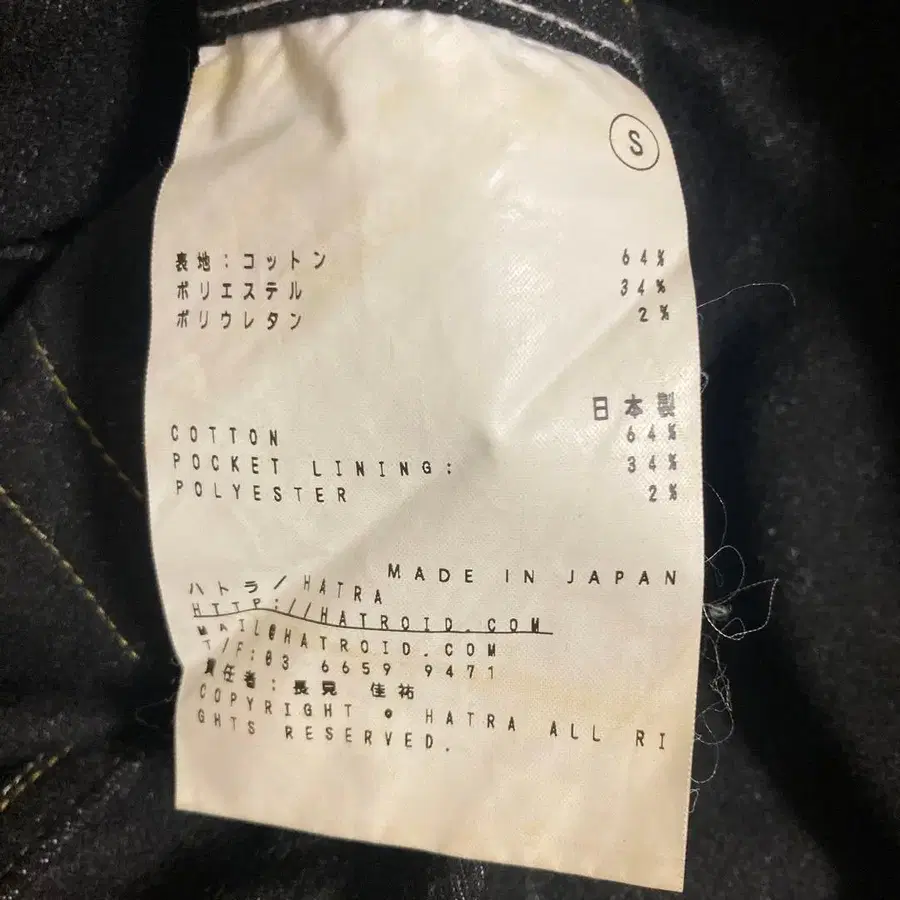 S
表地:コットン 64%
ポリエステル 34%
ポリウレタン 2%
日本製
COTTON 64%
POCKET LINING: 34%
POLYESTER 2%
MADE IN JAPAN
ハトラ/HATRA
HTTP://HATROID.COM
MAIL@HATROID.COM
T/F:03 6659 9471
責任者:長見 佳祐
COPYRIGHT © HATRA ALL RI
GHTS RESERVED.